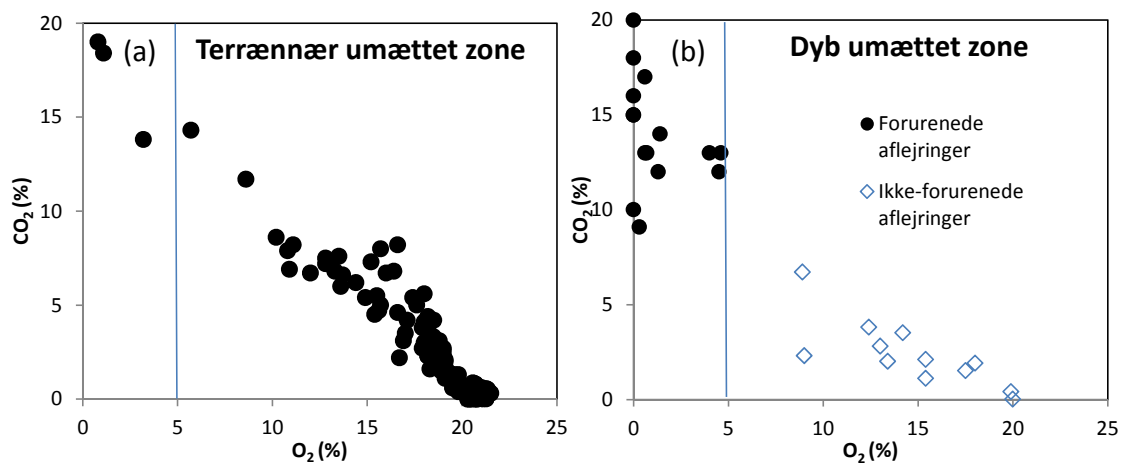 (a) Terrænnær umættet zone
20
15
10
5
0
CO2 (%)
0 5 10 15 20 25
O2 (%)
(b) Dyb umættet zone
20
15
10
5
0
CO2 (%)
Forurenede
aflejringer
Ikke-forurenede
aflejringer
0 5 10 15 20 25
O2 (%)